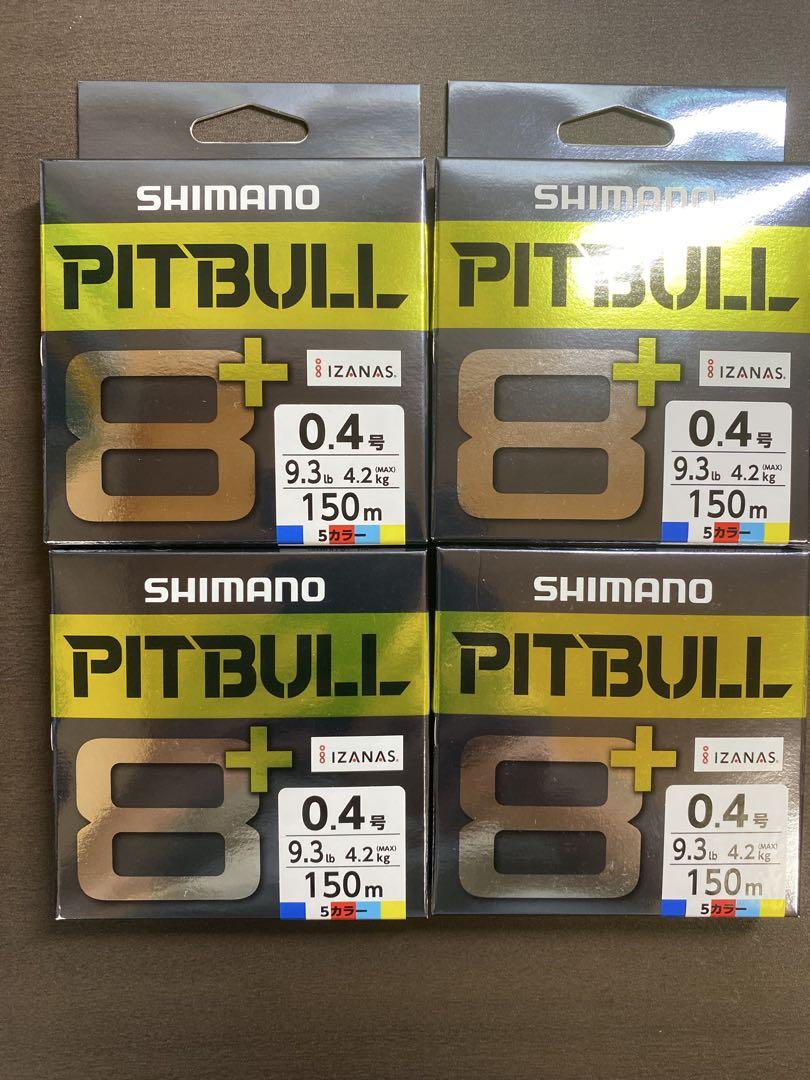 SHIMANO
PITBULL
8+
IZANAS®
0.4号
9.3lb 4.2kg (MAX)
150m
5カラー
SHIMANO
PITBULL
8+
IZANAS®
0.4号
9.3lb 4.2kg (MAX)
150m
5カラー
SHIMANO
PITBULL
8+
IZANAS®
0.4号
9.3lb 4.2kg (MAX)
150m
5カラー
SHIMANO
PITBULL
8+
IZANAS®
0.4号
9.3lb 4.2kg (MAX)
150m
5カラー